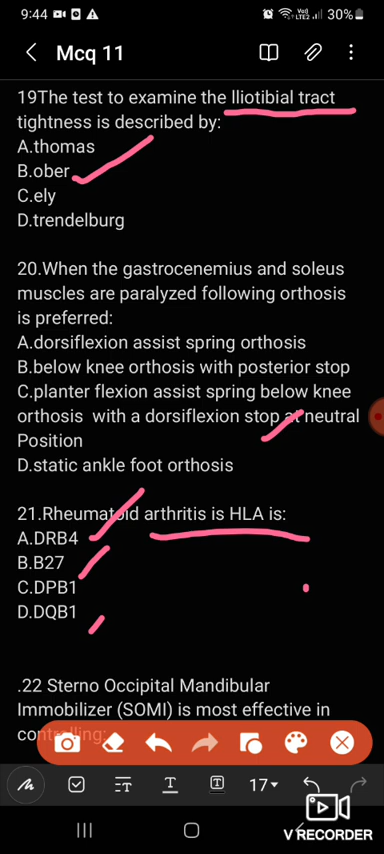 9:44
Vo)) LTE2 30%
Mcq 11
19The test to examine the lliotibial tract
tightness is described by:
A.thomas
B.ober
C.ely
D.trendelburg
20.When the gastrocenemius and soleus
muscles are paralyzed following orthosis
is preferred:
A.dorsiflexion assist spring orthosis
B.below knee orthosis with posterior stop
C.planter flexion assist spring below knee
orthosis with a dorsiflexion stop at neutral
Position
D.static ankle foot orthosis
21.Rheumatoid arthritis is HLA is:
A.DRB4
B.B27
C.DPB1
D.DQB1
.22 Sterno Occipital Mandibular
Immobilizer (SOMI) is most effective in
controlling:
17
V RECORDER